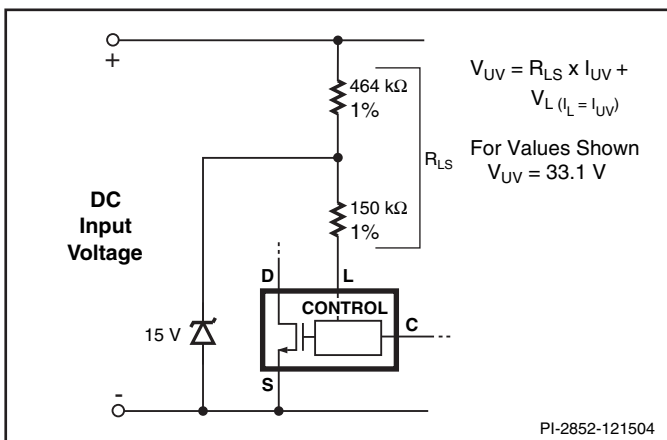 +
464 kΩ
1%
V_UV = R_LS x I_UV +
V_L (I_L = I_UV)
For Values Shown
V_UV = 33.1 V
R_LS
DC
Input
Voltage
150 kΩ
1%
D
L
CONTROL
C
15 V
S
-
PI-2852-121504